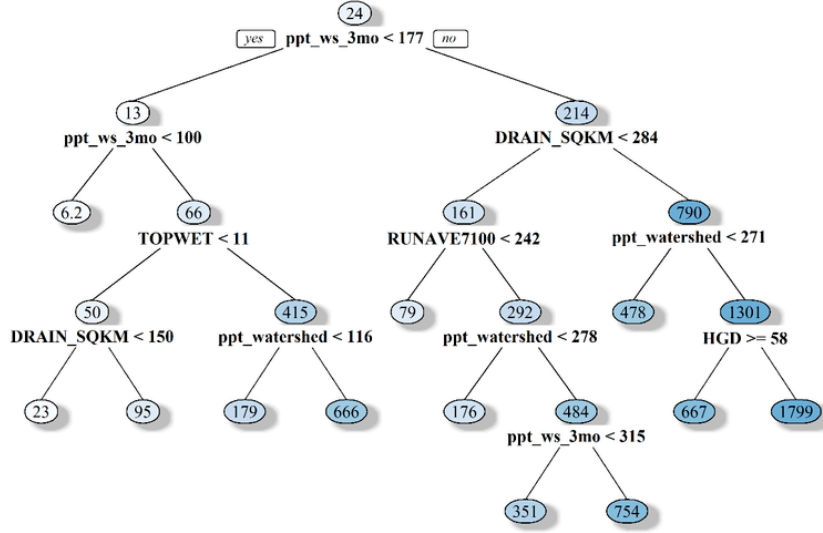 24
yes ppt_ws_3mo < 177 no
13 214
ppt_ws_3mo < 100 DRAIN_SQKM < 284
6.2 66 161 790
TOPWET < 11 RUNAVE7100 < 242 ppt_watershed < 271
50 415 79 292 478 1301
DRAIN_SQKM < 150 ppt_watershed < 116 ppt_watershed < 278 HGD >= 58
23 95 179 666 176 484 667 1799
ppt_ws_3mo < 315
351 754